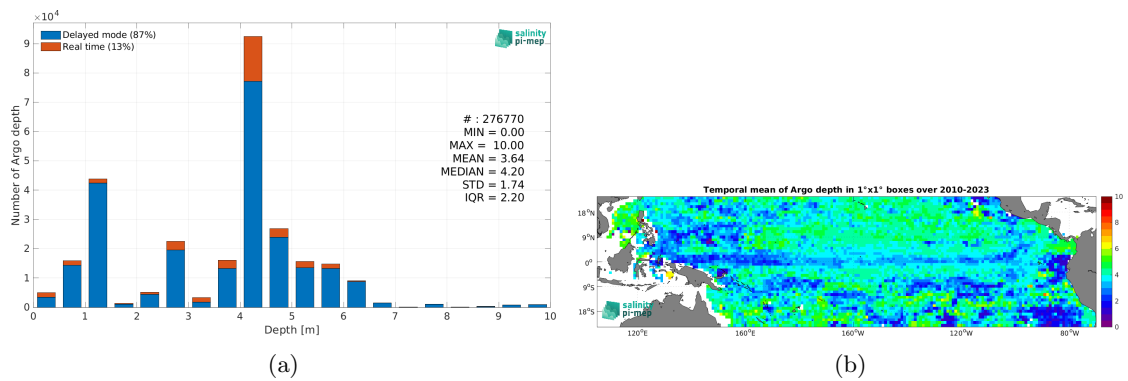 ×10⁴
Delayed mode (87%)
Real time (13%)
salinity
pi-mep
# : 276770
MIN = 0.00
MAX = 10.00
MEAN = 3.64
MEDIAN = 4.20
STD = 1.74
IQR = 2.20
Number of Argo depth
9
8
7
6
5
4
3
2
1
0
0 1 2 3 4 5 6 7 8 9 10
Depth [m]
(a)
Temporal mean of Argo depth in 1°x1° boxes over 2010-2023
18°N
9°N
0°
9°S
18°S
salinity
pi-mep
120°E 160°E 160°W 120°W 80°W
10
8
6
4
2
0
(b)